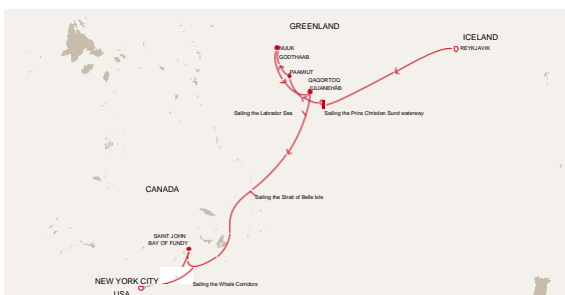 GREENLAND
ICELAND
REYKJAVIK
NUUK
GODTHAAB
PAAMIUT
QAQORTOQ
JULIANEHÅB
Sailing the Labrador Sea
Sailing the Prins Christian Sund waterway
CANADA
Sailing the Strait of Belle Isle
SAINT JOHN
BAY OF FUNDY
NEW YORK CITY
USA
Sailing the Whale Corridors